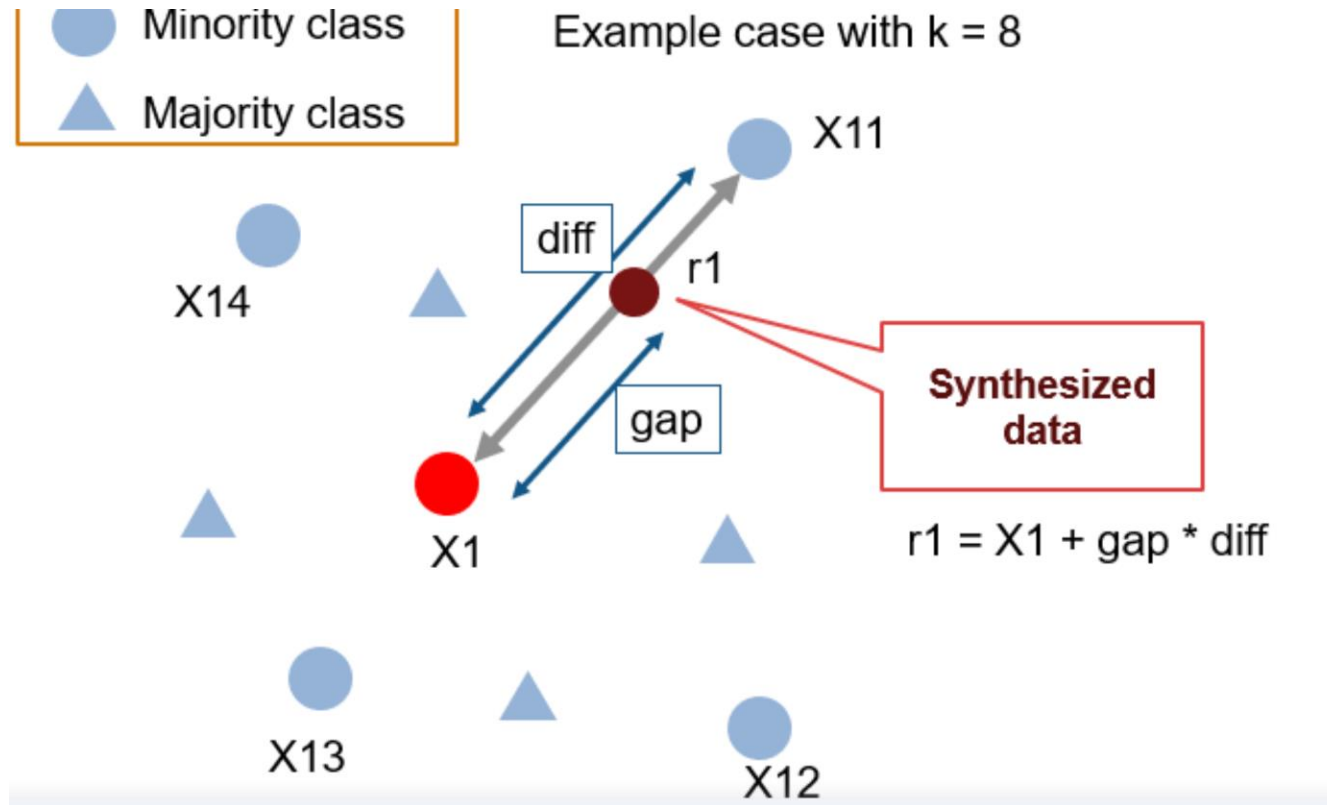 Minority class
Example case with k = 8
Majority class
X11
diff
r1
X14
Synthesized
data
gap
X1
r1 = X1 + gap * diff
X13
X12